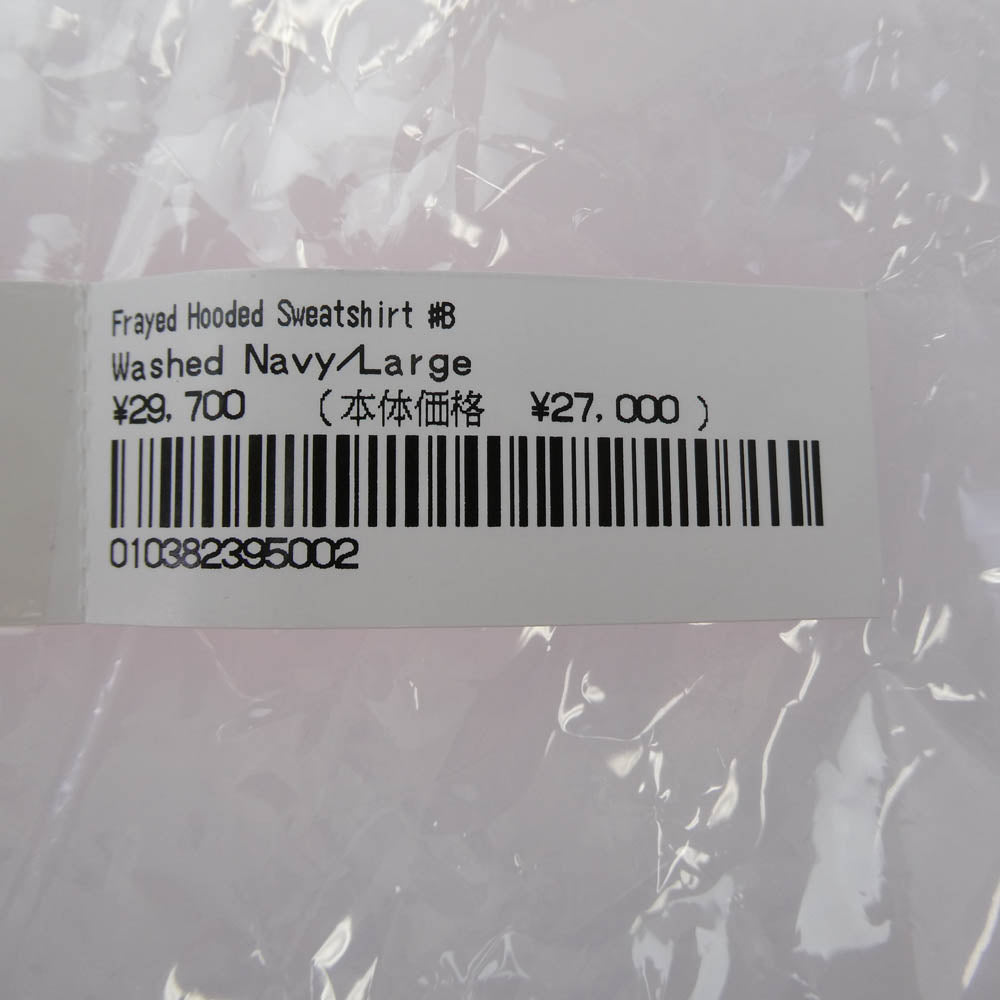 Frayed Hooded Sweatshirt #B
Washed Navy/Large
¥29,700 (本体価格 ¥27,000)
010382395002